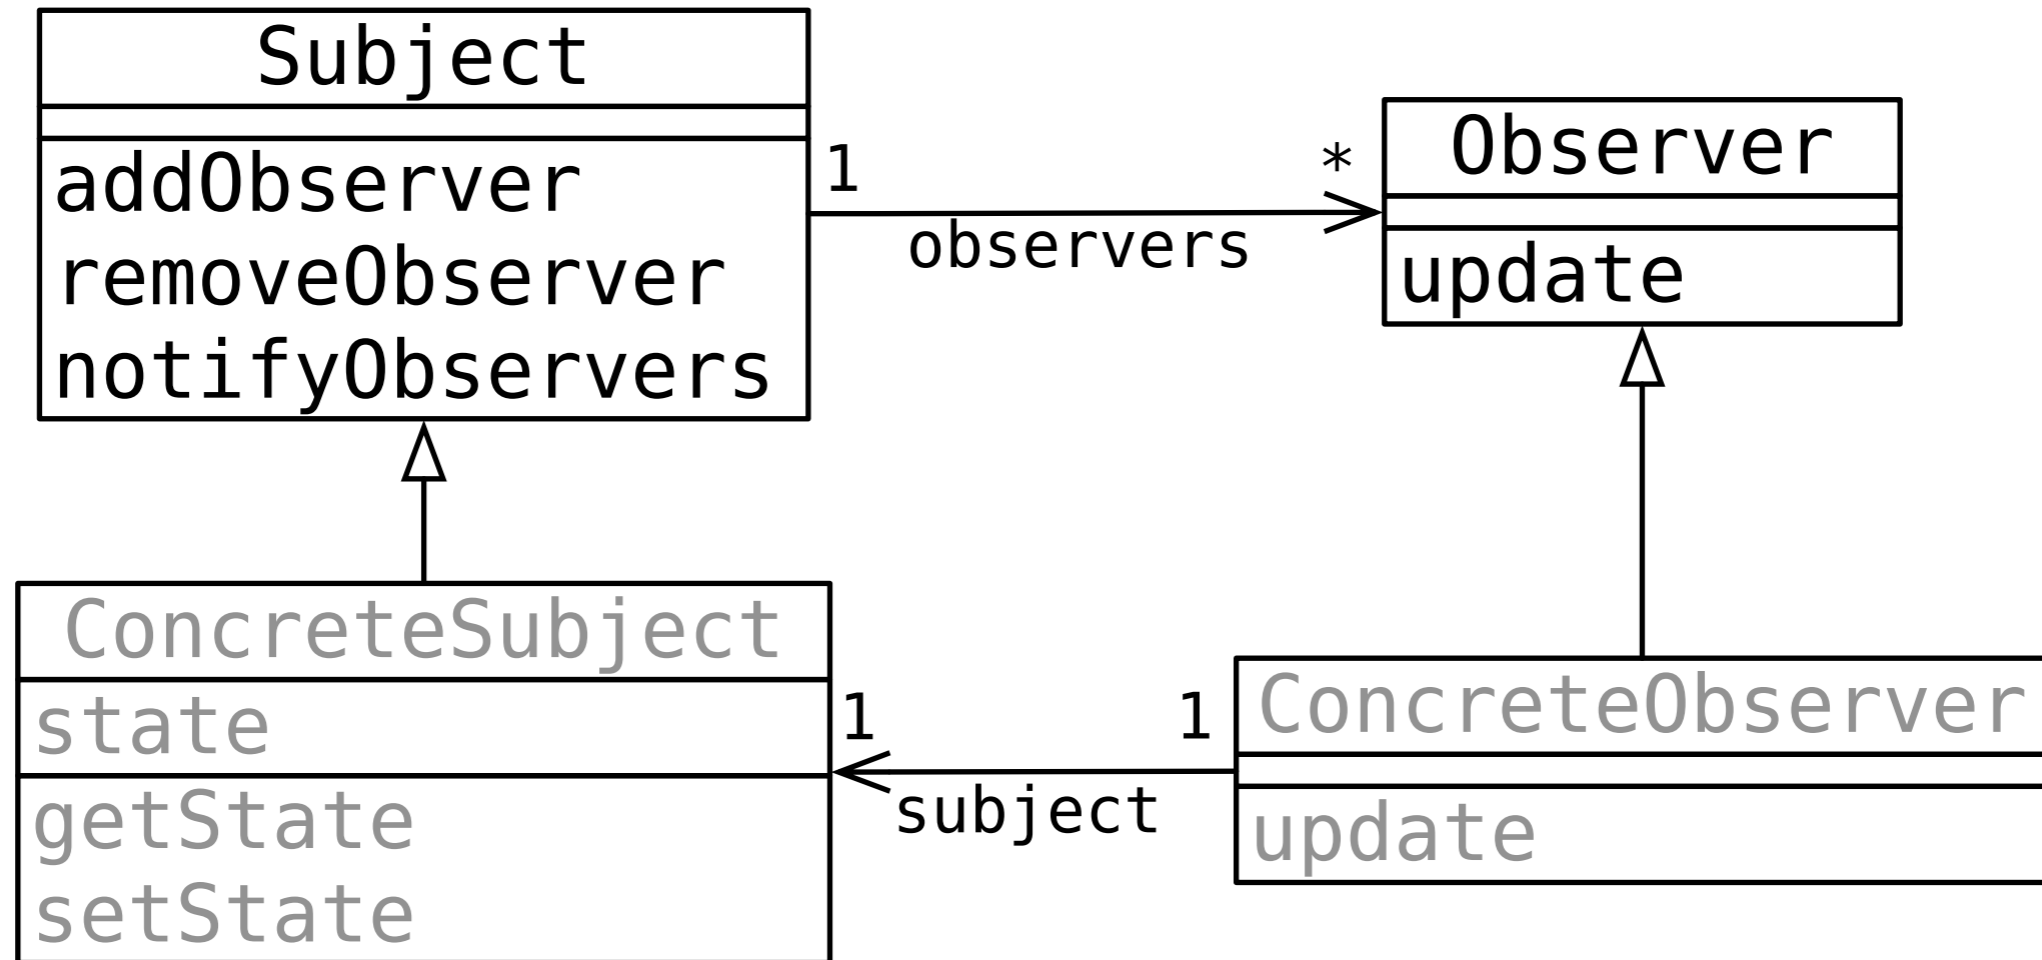 Subject
addObserver
removeObserver
notifyObservers
1
*
observers
Observer
update
ConcreteSubject
state
getState
setState
1
1
subject
ConcreteObserver
update